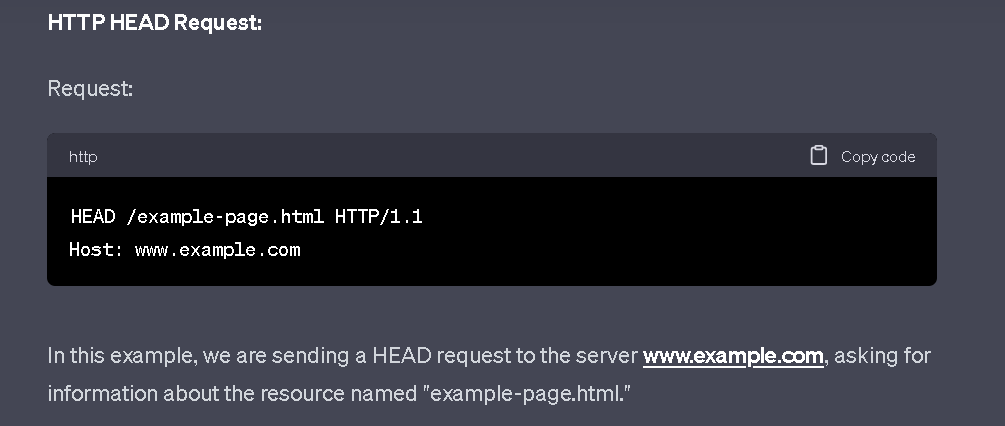 HTTP HEAD Request:
Request:
http
Copy code
HEAD /example-page.html HTTP/1.1
Host: www.example.com
In this example, we are sending a HEAD request to the server www.example.com, asking for
information about the resource named "example-page.html."